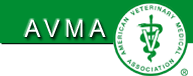 AVMA
AMERICAN VETERINARY MEDICAL
ASSOCIATION
V
®